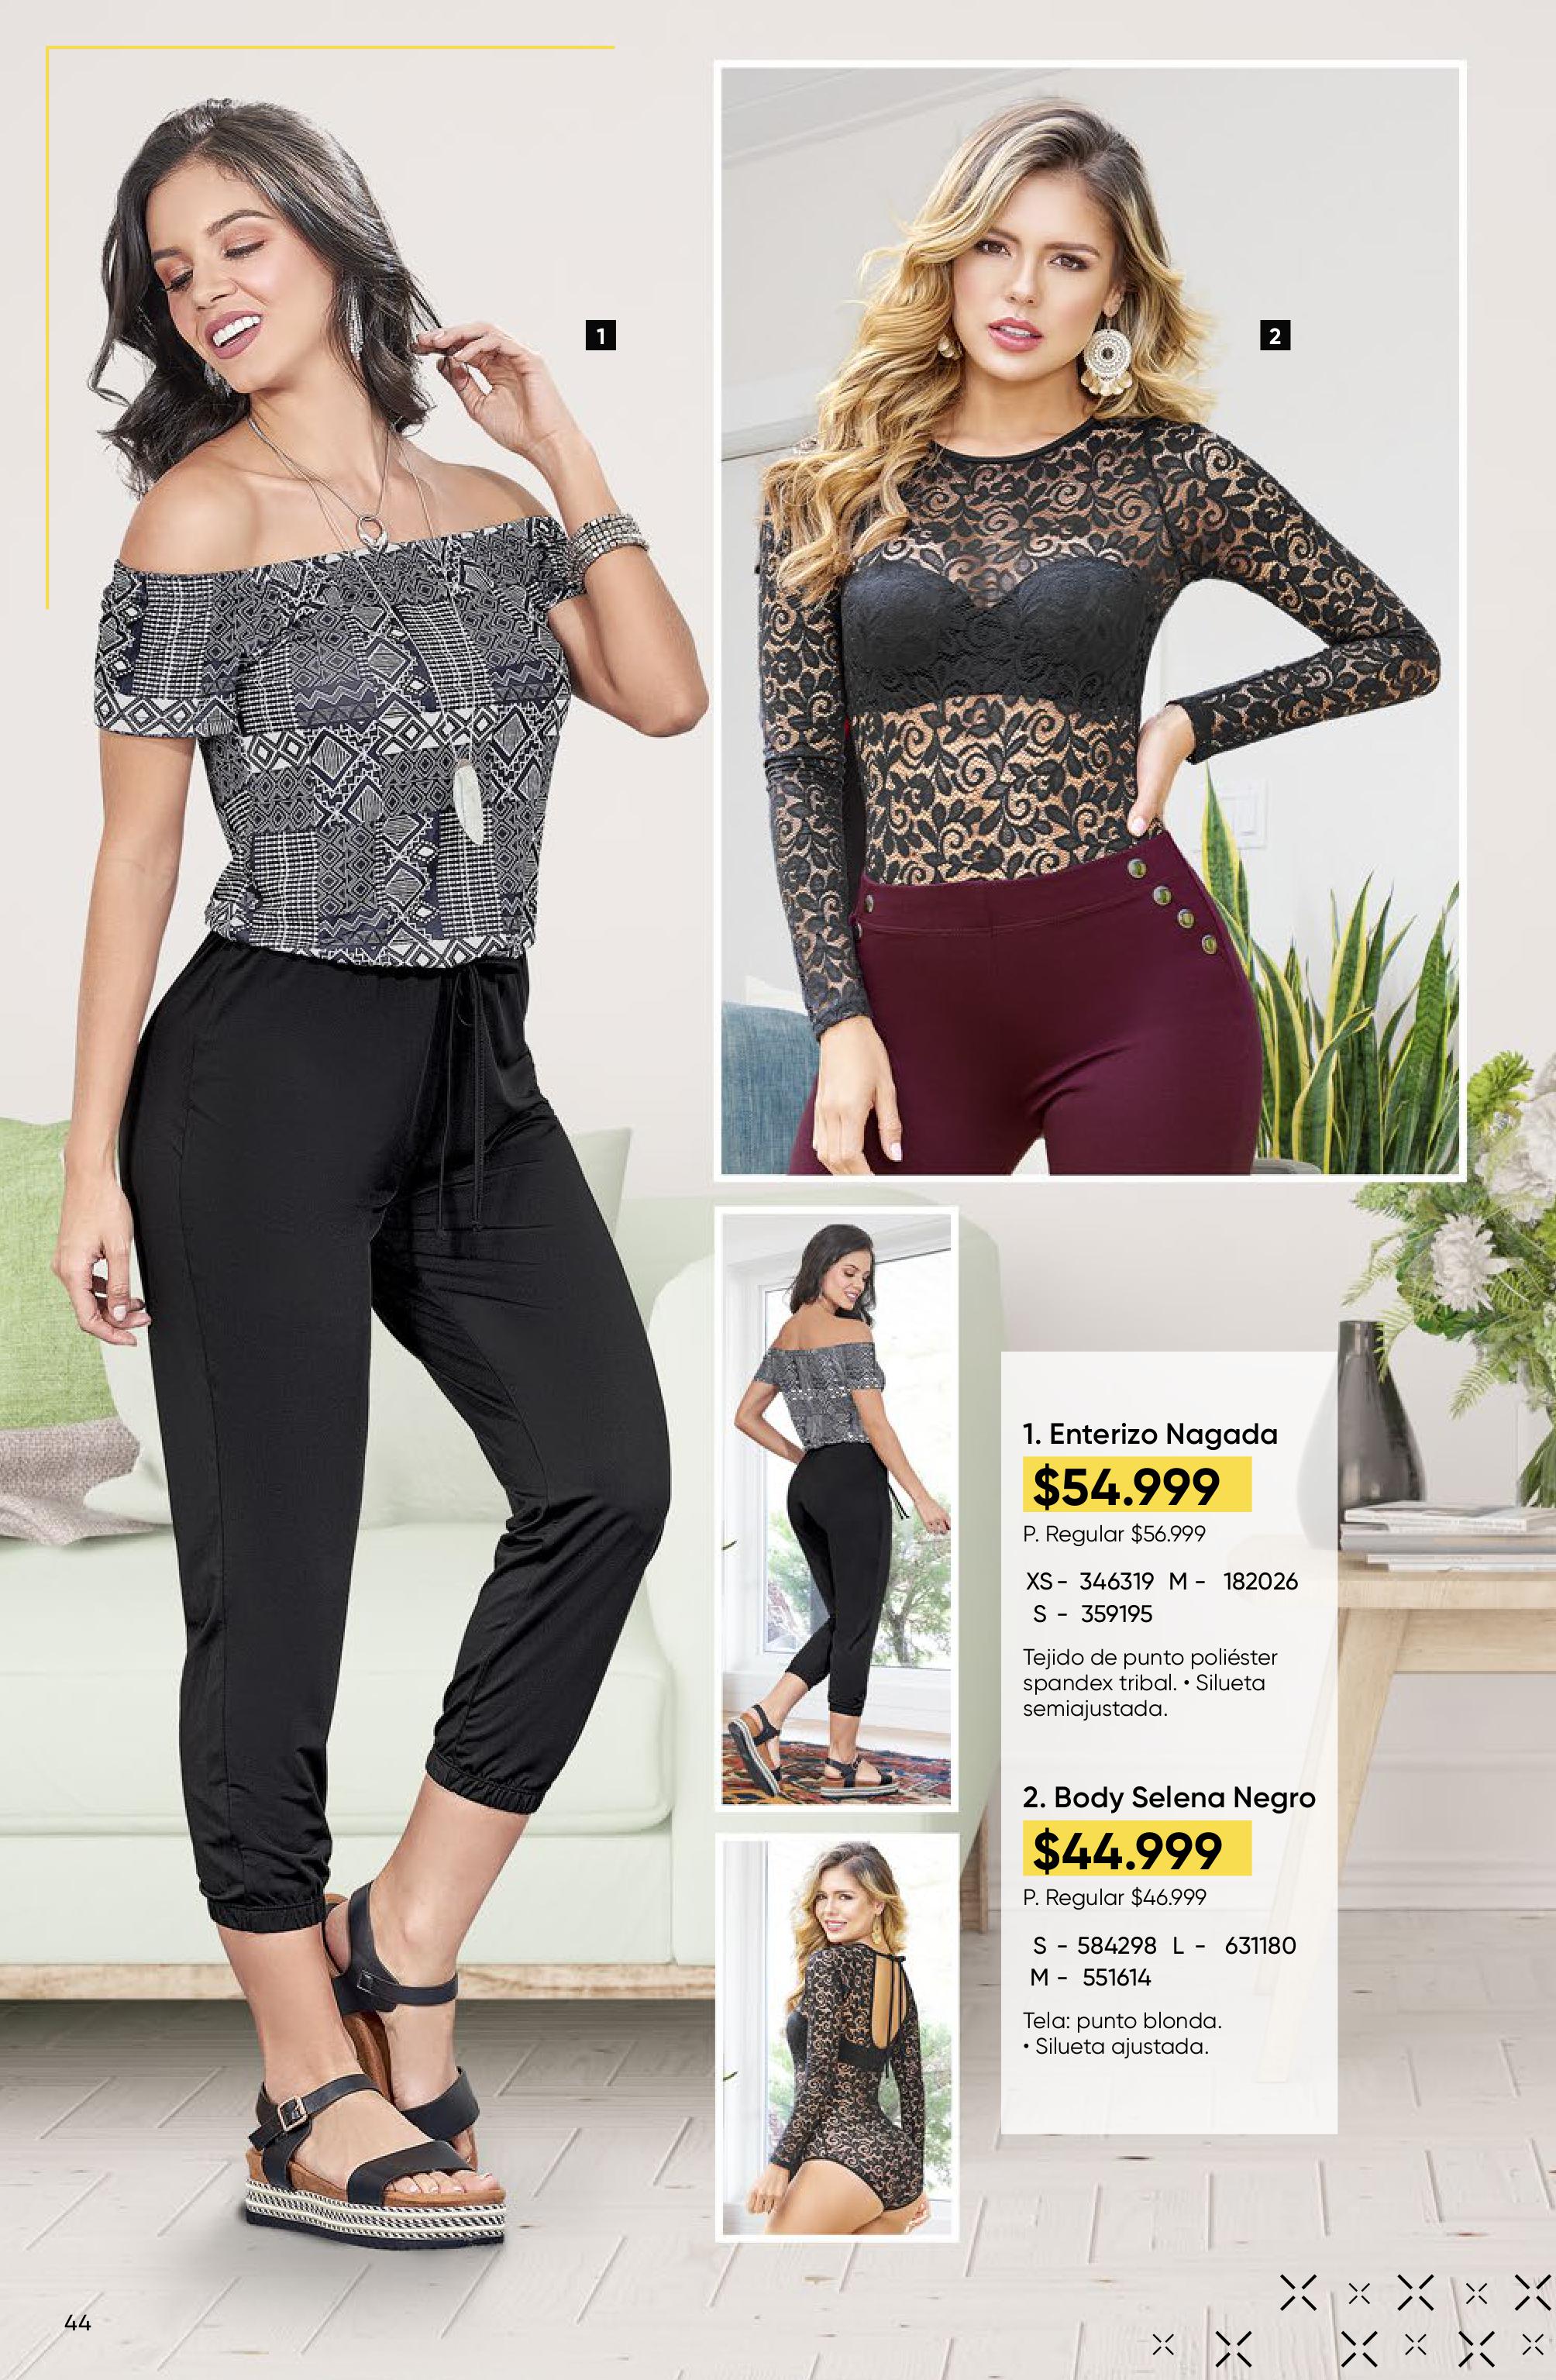 1
2
1. Enterizo Nagada
$54.999
P. Regular $56.999
XS - 346319 M - 182026
S - 359195
Tejido de punto poliéster
spandex tribal. • Silueta
semiajustada.
2. Body Selena Negro
$44.999
P. Regular $46.999
S - 584298 L - 631180
M - 551614
Tela: punto blonda.
• Silueta ajustada.
44